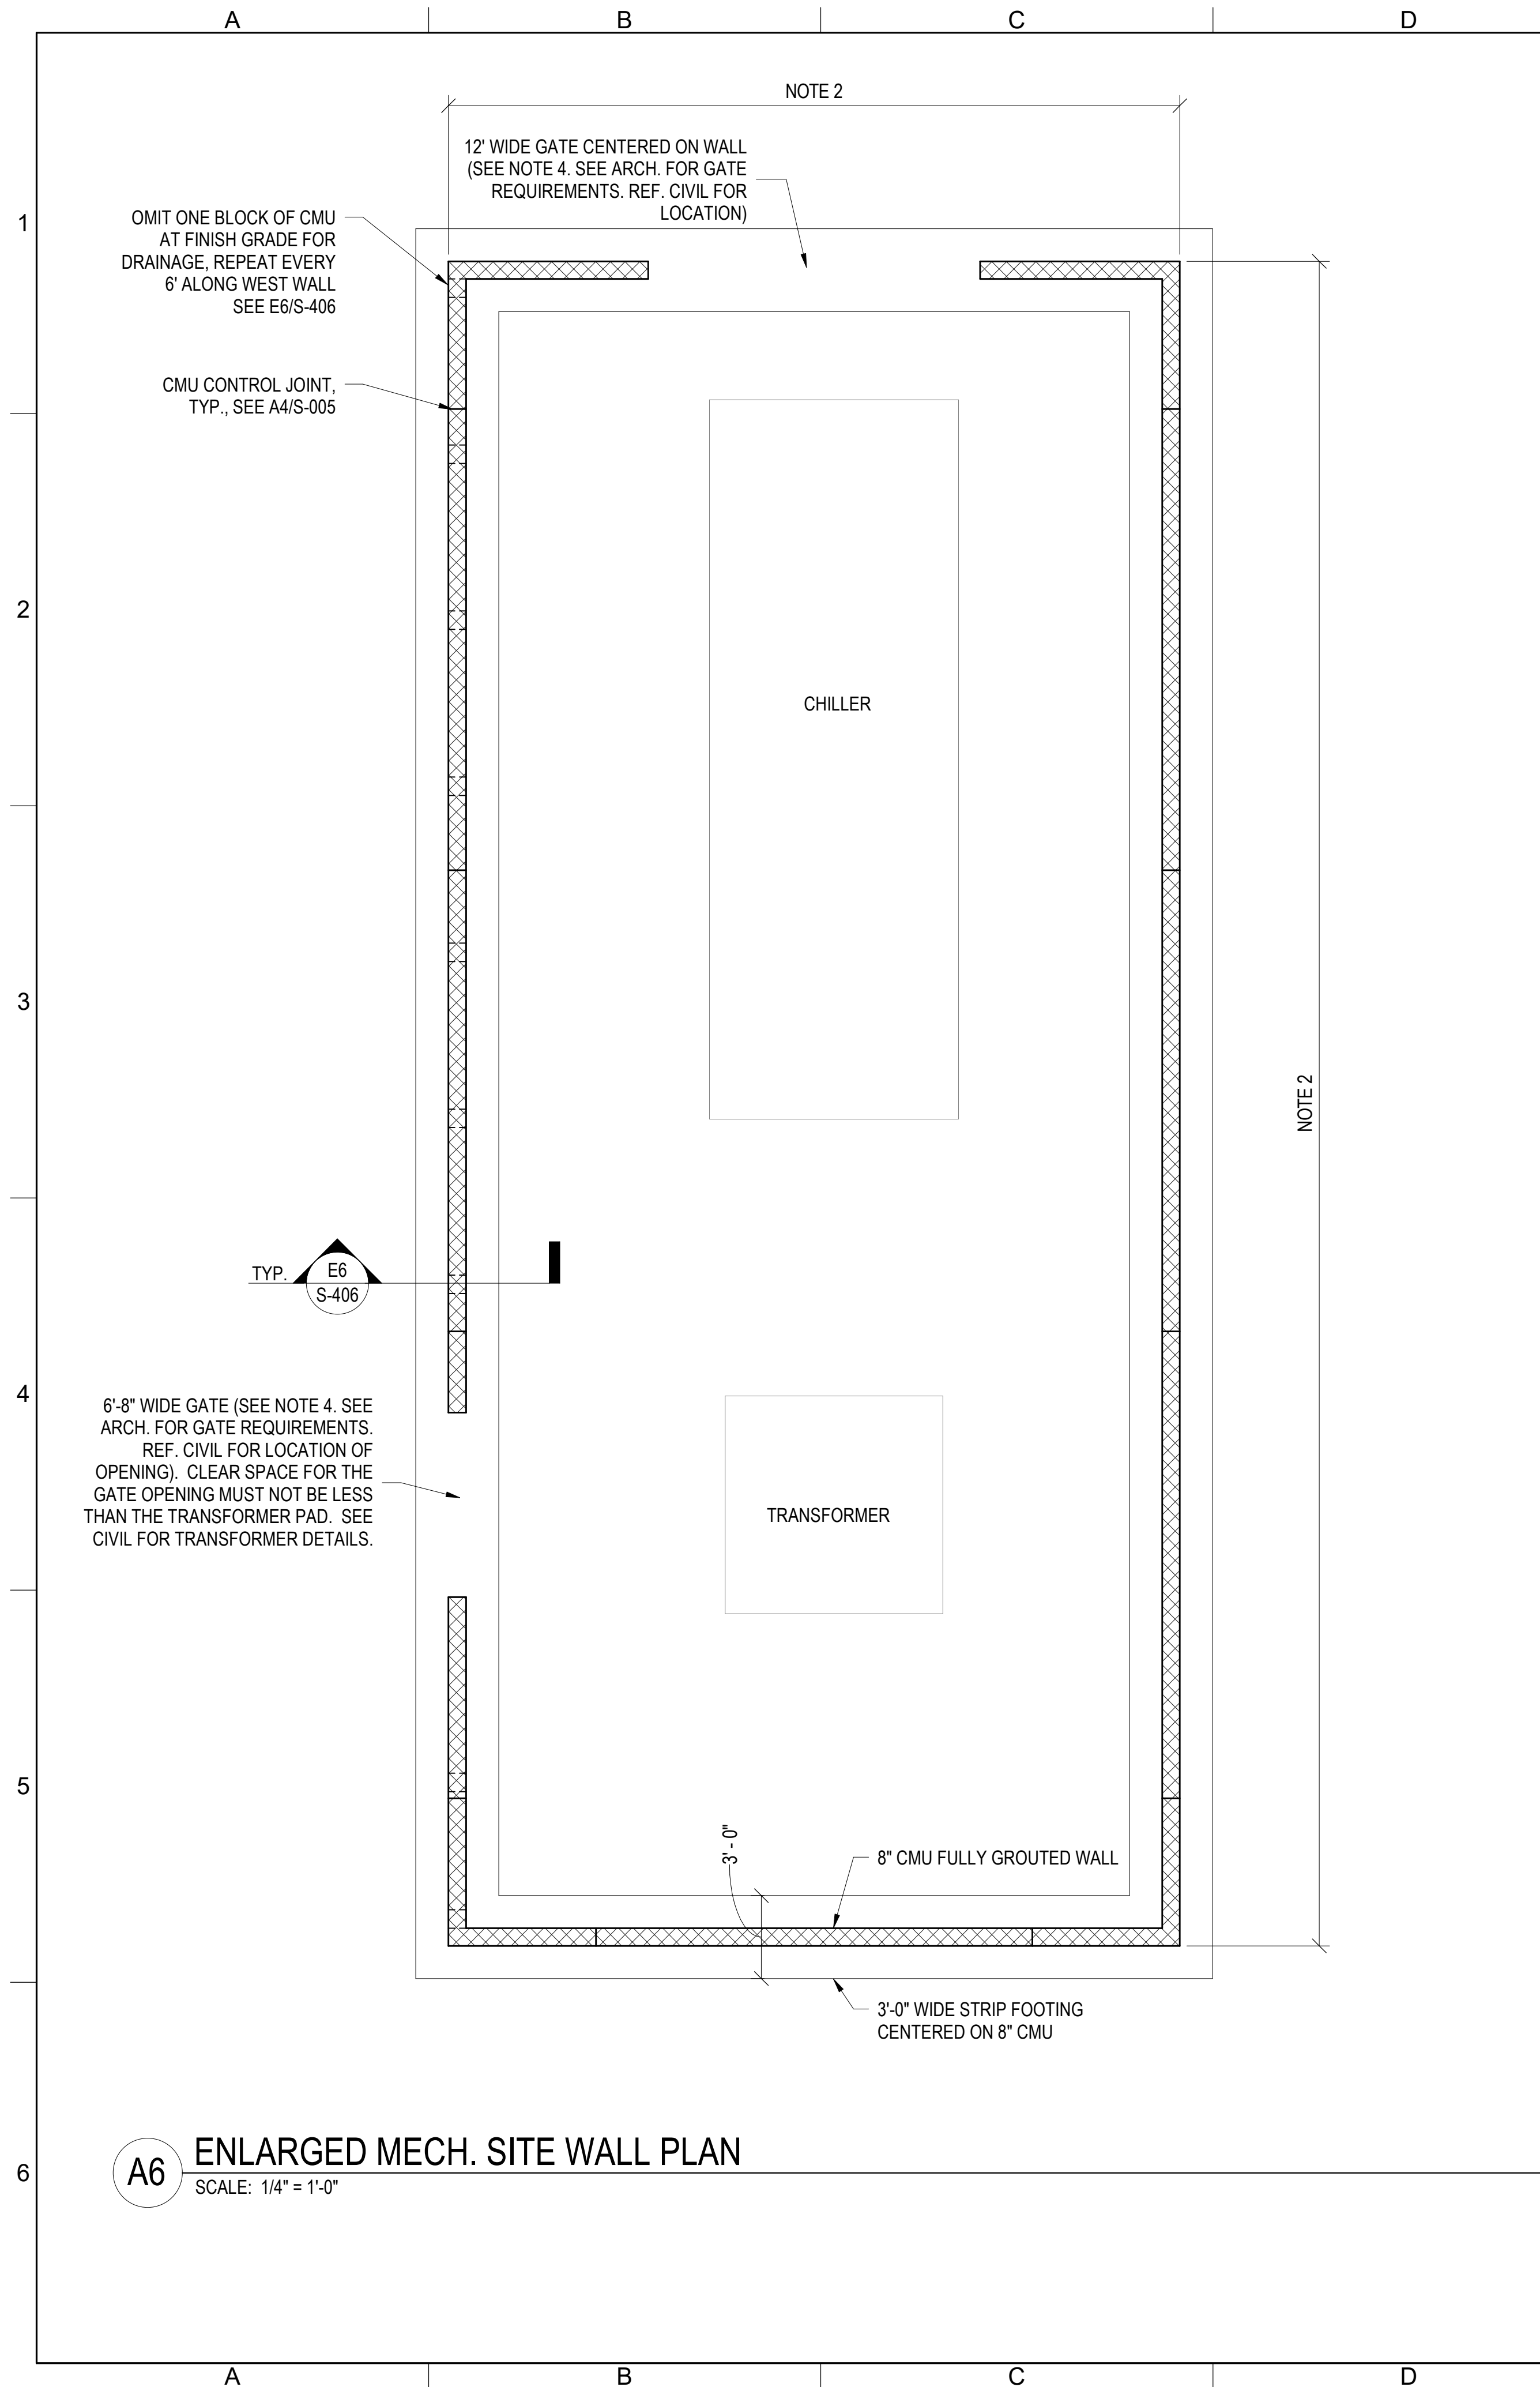 A
B
C
D
NOTE 2
12' WIDE GATE CENTERED ON WALL
(SEE NOTE 4. SEE ARCH. FOR GATE
REQUIREMENTS. REF. CIVIL FOR
LOCATION)
1
OMIT ONE BLOCK OF CMU
AT FINISH GRADE FOR
DRAINAGE, REPEAT EVERY
6' ALONG WEST WALL
SEE E6/S-406
CMU CONTROL JOINT,
TYP., SEE A4/S-005
2
CHILLER
3
NOTE 2
TYP.
E6
S-406
4
6'-8" WIDE GATE (SEE NOTE 4. SEE
ARCH. FOR GATE REQUIREMENTS.
REF. CIVIL FOR LOCATION OF
OPENING). CLEAR SPACE FOR THE
GATE OPENING MUST NOT BE LESS
THAN THE TRANSFORMER PAD. SEE
CIVIL FOR TRANSFORMER DETAILS.
TRANSFORMER
5
3' - 0"
8" CMU FULLY GROUTED WALL
3'-0" WIDE STRIP FOOTING
CENTERED ON 8" CMU
6
A6
ENLARGED MECH. SITE WALL PLAN
SCALE: 1/4" = 1'-0"
A
B
C
D